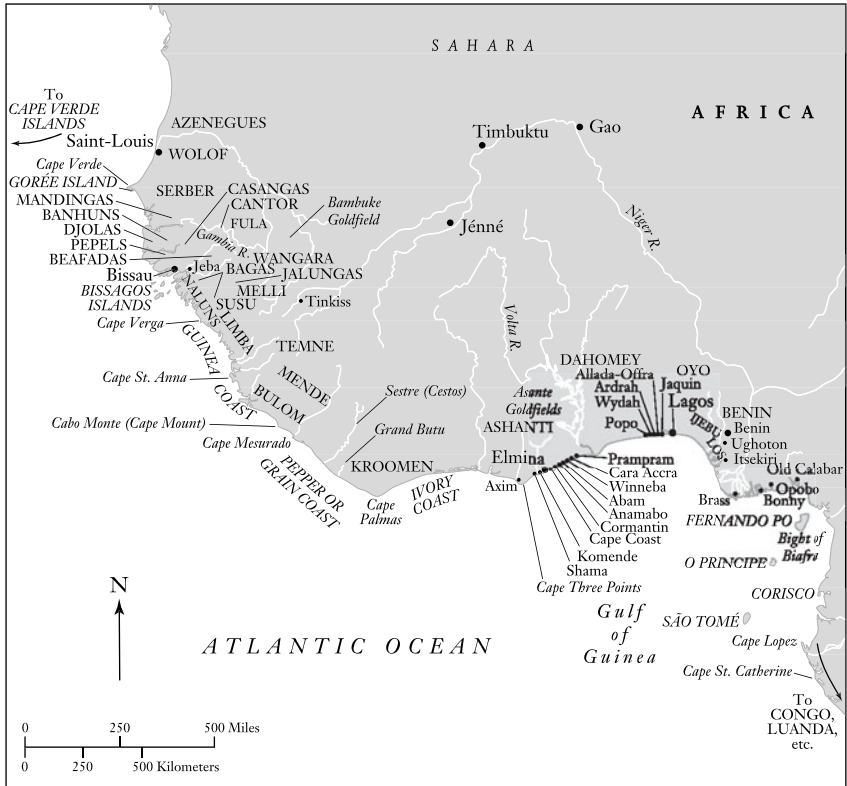 SAHARA
AFRICA
To
CAPE VERDE
ISLANDS
AZENEGUES
Saint-Louis
WOLOF
Timbuktu
Gao
Cape Verde
GORÉE ISLAND
SERBER
CASANGAS
CANTOR
FULA
Bambuke
Goldfield
MANDINGAS
BANHUNS
DJOLAS
PEPELS
BEAFADAS
Gambia R.
Niger R.
Jénné
WANGARA
Bissau
Jeba
BAGAS
JALUNGAS
MELLI
SUSU
Tinkiss
BISSAGOS
ISLANDS
NALUNS
LIMBA
Cape Verga
GUINEA COAST
TEMNE
Volta R.
Cape St. Anna
MENDE
BULOM
Cabo Monte (Cape Mount)
Cape Mesurado
Sestre (Cestos)
Grand Butu
KROOMEN
PEPPER OR
GRAIN COAST
Cape
Palmas
IVORY
COAST
DAHOMEY
OYO
Allada-Offra
Ardrah
Jaquin
Wydah
Lagos
Popo
Asante
Goldfields
ASHANTI
IJEBU
LOS
BENIN
Benin
Ughoton
Itsekiri
Elmina
Axim
Prampram
Cara Accra
Winneba
Abam
Anamabo
Cormantin
Cape Coast
Komende
Shama
Cape Three Points
Old Calabar
Opobo
Brass
Bonny
FERNANDO PO
Bight of
Biafra
O PRINCIPE
CORISCO
SÃO TOMÉ
Cape Lopez
Cape St. Catherine
Gulf
of
Guinea
N
ATLANTIC OCEAN
To
CONGO,
LUANDA,
etc.
0 250 500 Miles
0 250 500 Kilometers